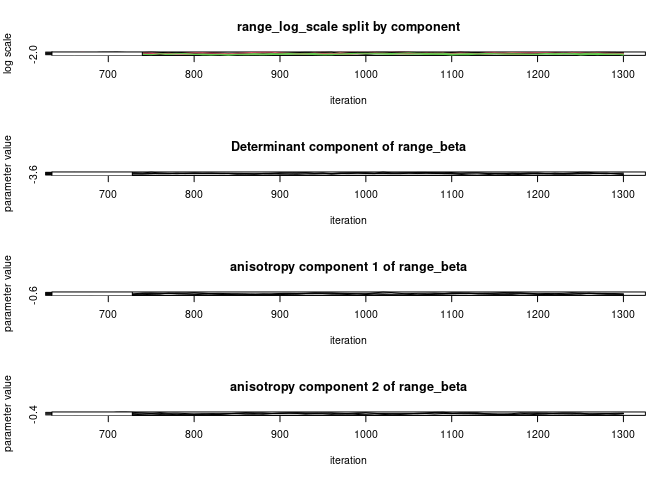 range_log_scale split by component
log scale
-2.0
700 800 900 1000 1100 1200 1300
iteration
Determinant component of range_beta
parameter value
-3.6
700 800 900 1000 1100 1200 1300
iteration
anisotropy component 1 of range_beta
parameter value
-0.6
700 800 900 1000 1100 1200 1300
iteration
anisotropy component 2 of range_beta
parameter value
-0.4
700 800 900 1000 1100 1200 1300
iteration